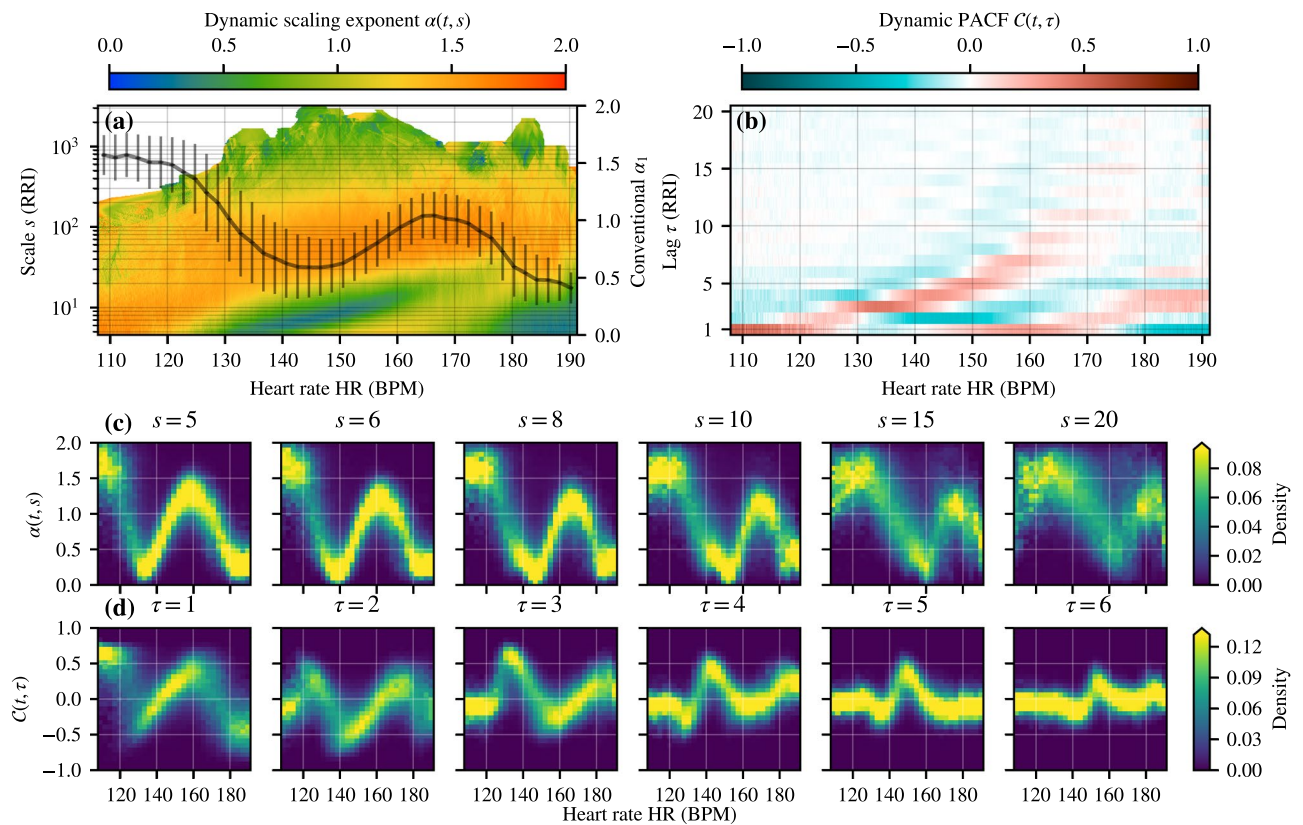 Dynamic scaling exponent α(t, s)
0.0 0.5 1.0 1.5 2.0
Dynamic PACF C(t, τ)
−1.0 −0.5 0.0 0.5 1.0
(a)
Scale s (RRI)
10³
10²
10¹
2.0
1.5
1.0
0.5
0.0
Conventional α₁
110 120 130 140 150 160 170 180 190
Heart rate HR (BPM)
(b)
Lag τ (RRI)
20
15
10
5
1
110 120 130 140 150 160 170 180 190
Heart rate HR (BPM)
(c) s = 5 s = 6 s = 8 s = 10 s = 15 s = 20
α(t, s)
2.0
1.5
1.0
0.5
0.0
0.08
0.06
0.04
0.02
0.00
Density
(d) τ = 1 τ = 2 τ = 3 τ = 4 τ = 5 τ = 6
C(t, τ)
1.0
0.5
0.0
−0.5
−1.0
0.12
0.09
0.06
0.03
0.00
Density
120 140 160 180 120 140 160 180 120 140 160 180 120 140 160 180 120 140 160 180 120 140 160 180
Heart rate HR (BPM)